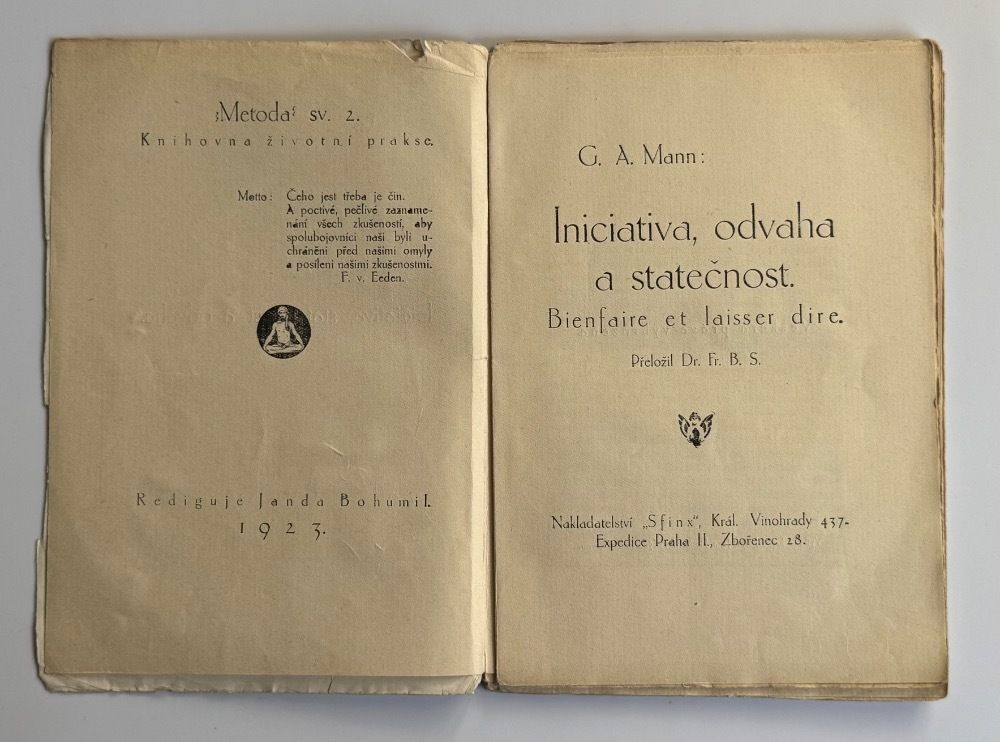 „Metoda“ sv. 2.
Knihovna životní prakse.
Motto: Čeho jest třeba je čin.
A poctivé, pečlivé zazname-
nání všech zkušeností, aby
spolubojovníci naši byli u-
chráněni před našimi omyly
a posíleni našimi zkušenostmi.
F. v. Eeden.
Rediguje Janda Bohumil.
1923.
G. A. Mann:
Iniciativa, odvaha
a statečnost.
Bienfaire et laisser dire.
Přeložil Dr. Fr. B. S.
Nakladatelství „Sfinx“, Král. Vinohrady 437-
Expedice Praha II., Zbořenec 28.